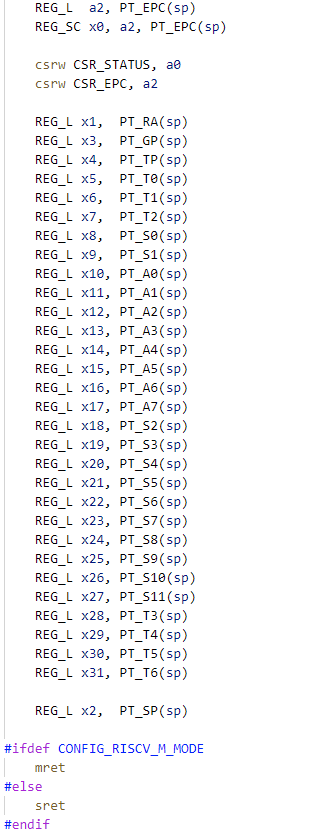 REG_L  a2, PT_EPC(sp)
REG_SC x0, a2, PT_EPC(sp)
csrw CSR_STATUS, a0
csrw CSR_EPC, a2
REG_L x1,  PT_RA(sp)
REG_L x3,  PT_GP(sp)
REG_L x4,  PT_TP(sp)
REG_L x5,  PT_T0(sp)
REG_L x6,  PT_T1(sp)
REG_L x7,  PT_T2(sp)
REG_L x8,  PT_S0(sp)
REG_L x9,  PT_S1(sp)
REG_L x10, PT_A0(sp)
REG_L x11, PT_A1(sp)
REG_L x12, PT_A2(sp)
REG_L x13, PT_A3(sp)
REG_L x14, PT_A4(sp)
REG_L x15, PT_A5(sp)
REG_L x16, PT_A6(sp)
REG_L x17, PT_A7(sp)
REG_L x18, PT_S2(sp)
REG_L x19, PT_S3(sp)
REG_L x20, PT_S4(sp)
REG_L x21, PT_S5(sp)
REG_L x22, PT_S6(sp)
REG_L x23, PT_S7(sp)
REG_L x24, PT_S8(sp)
REG_L x25, PT_S9(sp)
REG_L x26, PT_S10(sp)
REG_L x27, PT_S11(sp)
REG_L x28, PT_T3(sp)
REG_L x29, PT_T4(sp)
REG_L x30, PT_T5(sp)
REG_L x31, PT_T6(sp)
REG_L x2,  PT_SP(sp)
#ifdef CONFIG_RISCV_M_MODE
mret
#else
sret
#endif